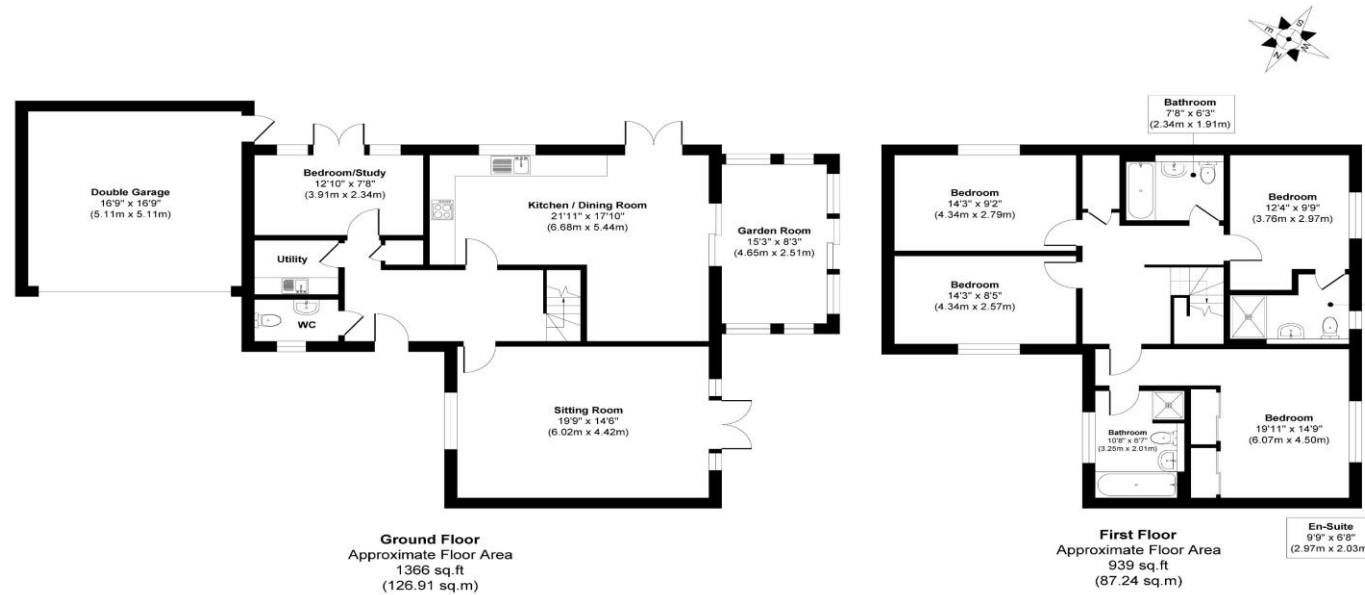 S
E
W
N
Double Garage
16'9" x 16'9"
(5.11m x 5.11m)
Bedroom/Study
12'10" x 7'8"
(3.91m x 2.34m)
Utility
WC
Kitchen / Dining Room
21'11" x 17'10"
(6.68m x 5.44m)
Garden Room
15'3" x 8'3"
(4.65m x 2.51m)
Sitting Room
19'9" x 14'6"
(6.02m x 4.42m)
Ground Floor
Approximate Floor Area
1366 sq.ft
(126.91 sq.m)
Bathroom
7'8" x 6'3"
(2.34m x 1.91m)
Bedroom
14'3" x 9'2"
(4.34m x 2.79m)
Bedroom
12'4" x 9'9"
(3.76m x 2.97m)
Bedroom
14'3" x 8'5"
(4.34m x 2.57m)
Bedroom
19'11" x 14'9"
(6.07m x 4.50m)
Bathroom
10'8" x 6'7"
(3.25m x 2.01m)
En-Suite
9'9" x 6'8"
(2.97m x 2.03m
First Floor
Approximate Floor Area
939 sq.ft
(87.24 sq.m)